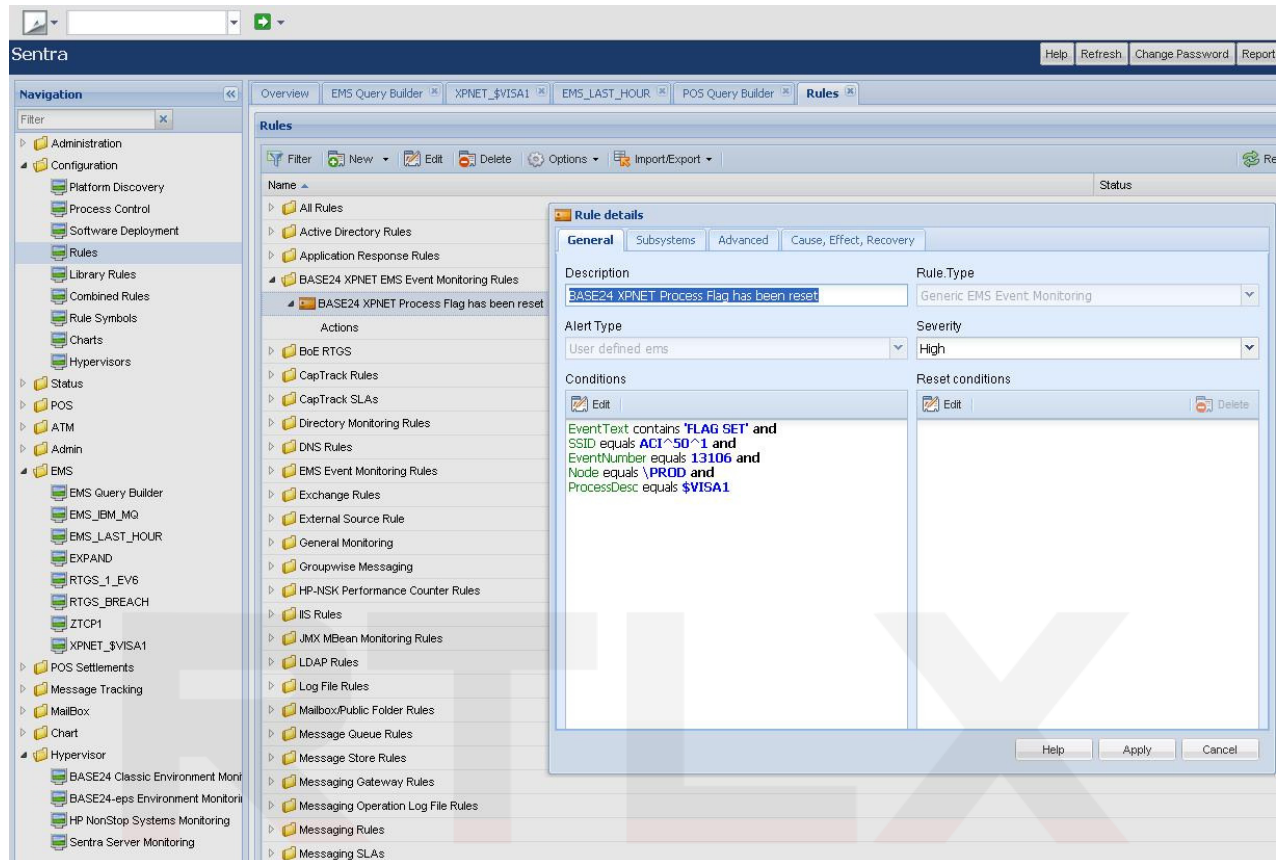 Sentra
Help
Refresh
Change Password
Report
Navigation
Filter
Administration
Configuration
Platform Discovery
Process Control
Software Deployment
Rules
Library Rules
Combined Rules
Rule Symbols
Charts
Hypervisors
Status
POS
ATM
Admin
EMS
EMS Query Builder
EMS_IBM_MQ
EMS_LAST_HOUR
EXPAND
RTGS_1_EV6
RTGS_BREACH
ZTCP1
XPNET_$VISA1
POS Settlements
Message Tracking
MailBox
Chart
Hypervisor
BASE24 Classic Environment Moni
BASE24-eps Environment Monitori
HP NonStop Systems Monitoring
Sentra Server Monitoring
Overview
EMS Query Builder
XPNET_$VISA1
EMS_LAST_HOUR
POS Query Builder
Rules
Rules
Filter
New
Edit
Delete
Options
Import/Export
Re
Name
Status
All Rules
Active Directory Rules
Application Response Rules
BASE24 XPNET EMS Event Monitoring Rules
BASE24 XPNET Process Flag has been reset
Actions
BoE RTGS
CapTrack Rules
CapTrack SLAs
Directory Monitoring Rules
DNS Rules
EMS Event Monitoring Rules
Exchange Rules
External Source Rule
General Monitoring
Groupwise Messaging
HP-NSK Performance Counter Rules
IIS Rules
JMX MBean Monitoring Rules
LDAP Rules
Log File Rules
Mailbox/Public Folder Rules
Message Queue Rules
Message Store Rules
Messaging Gateway Rules
Messaging Operation Log File Rules
Messaging Rules
Messaging SLAs
Rule details
General
Subsystems
Advanced
Cause, Effect, Recovery
Description
BASE24 XPNET Process Flag has been reset
Rule.Type
Generic EMS Event Monitoring
Alert Type
User defined ems
Severity
High
Conditions
Edit
EventText contains 'FLAG SET' and
SSID equals ACI^50^1 and
EventNumber equals 13106 and
Node equals \PROD and
ProcessDesc equals $VISA1
Reset conditions
Edit
Delete
Help
Apply
Cancel
RTLX